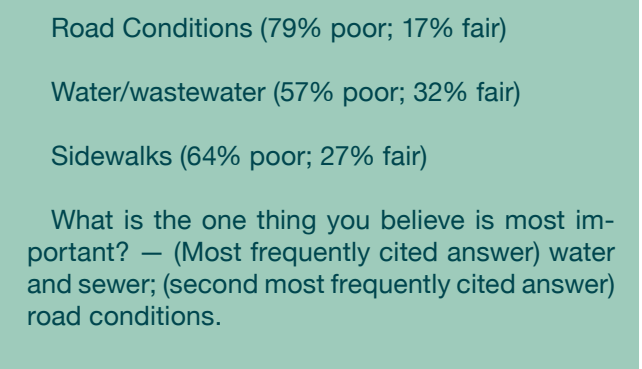 Road Conditions (79% poor; 17% fair)
Water/wastewater (57% poor; 32% fair)
Sidewalks (64% poor; 27% fair)
What is the one thing you believe is most im-
portant? — (Most frequently cited answer) water
and sewer; (second most frequently cited answer)
road conditions.